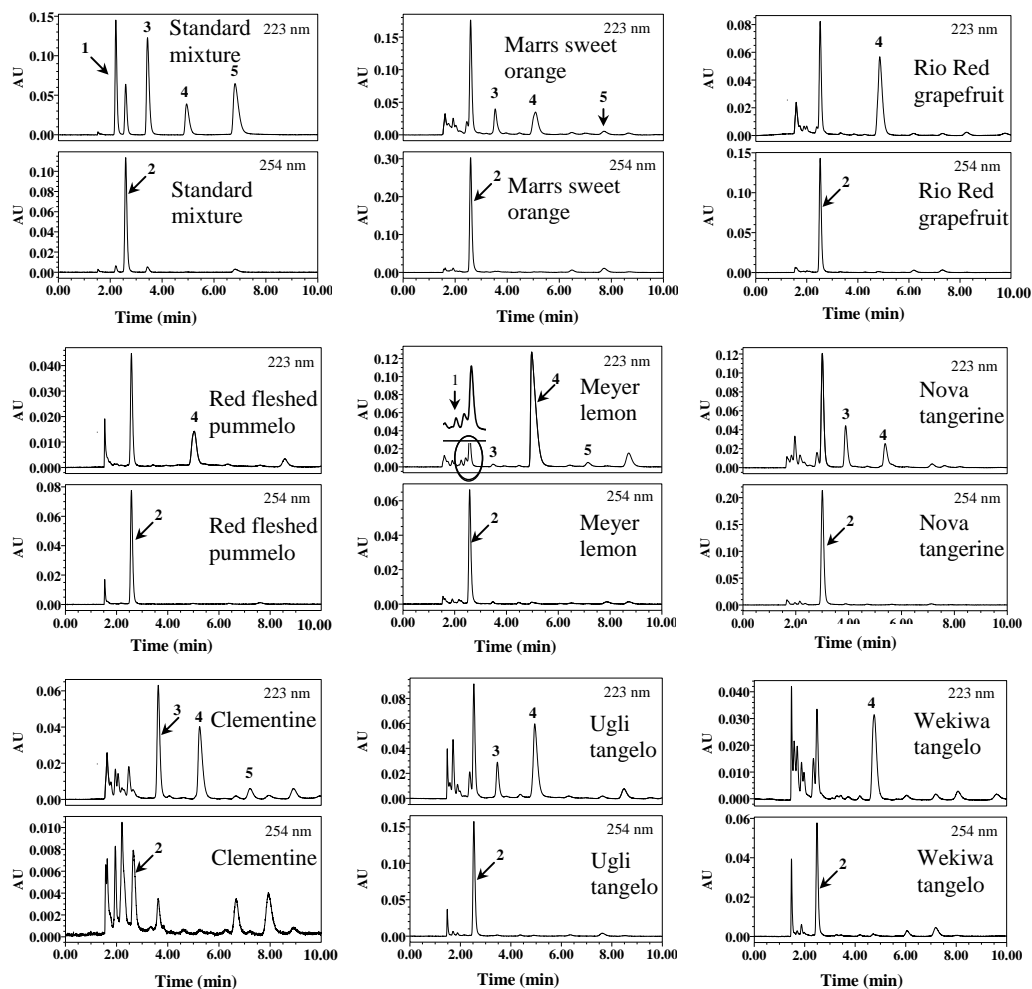 0.15
0.10
0.05
0.00
AU
1
3
4
5
Standard
mixture
223 nm
0.10
0.08
0.06
0.04
0.02
0.00
AU
2
Standard
mixture
254 nm
0.00 2.00 4.00 6.00 8.00 10.00
Time (min)
0.15
0.10
0.05
0.00
AU
3
4
5
Marrs sweet
orange
223 nm
0.30
0.20
0.10
0.00
AU
2
Marrs sweet
orange
254 nm
0.00 2.00 4.00 6.00 8.00 10.00
Time (min)
0.08
0.06
0.04
0.02
0.00
AU
4
Rio Red
grapefruit
223 nm
0.15
0.10
0.05
0.00
AU
2
Rio Red
grapefruit
254 nm
0.00 2.00 4.00 6.00 8.00 10.00
Time (min)
0.040
0.030
0.020
0.010
0.000
AU
4
Red fleshed
pummelo
223 nm
0.08
0.06
0.04
0.02
0.00
AU
2
Red fleshed
pummelo
254 nm
0.00 2.00 4.00 6.00 8.00 10.00
Time (min)
0.12
0.10
0.08
0.06
0.04
0.02
0.00
AU
1
3
4
5
Meyer
lemon
223 nm
0.06
0.04
0.02
0.00
AU
2
Meyer
lemon
254 nm
0.00 2.00 4.00 6.00 8.00 10.00
Time (min)
0.12
0.10
0.08
0.06
0.04
0.02
0.00
AU
3
4
Nova
tangerine
223 nm
0.20
0.15
0.10
0.05
0.00
AU
2
Nova
tangerine
254 nm
0.00 2.00 4.00 6.00 8.00 10.00
Time (min)
0.06
0.04
0.02
0.00
AU
3
4
5
Clementine
223 nm
0.010
0.008
0.006
0.004
0.002
0.000
AU
2
Clementine
254 nm
0.00 2.00 4.00 6.00 8.00 10.00
Time (min)
0.10
0.08
0.06
0.04
0.02
0.00
AU
3
4
Ugli
tangelo
223 nm
0.15
0.10
0.05
0.00
AU
2
Ugli
tangelo
254 nm
0.00 2.00 4.00 6.00 8.00 10.00
Time (min)
0.040
0.030
0.020
0.010
0.000
AU
4
Wekiwa
tangelo
223 nm
0.06
0.04
0.02
0.00
AU
2
Wekiwa
tangelo
254 nm
0.00 2.00 4.00 6.00 8.00 10.00
Time (min)